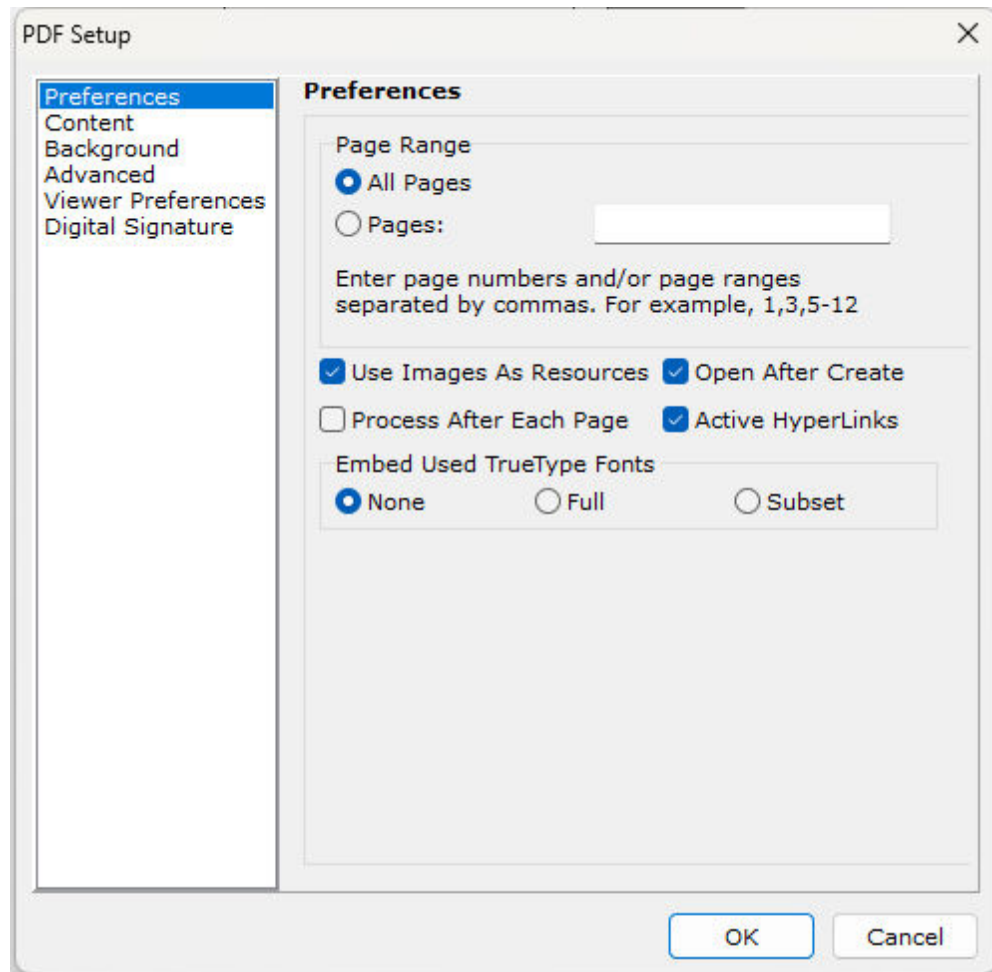 PDF Setup
Preferences
Content
Background
Advanced
Viewer Preferences
Digital Signature
Preferences
Page Range
All Pages
Pages:
Enter page numbers and/or page ranges
separated by commas. For example, 1,3,5-12
Use Images As Resources Open After Create
Process After Each Page Active HyperLinks
Embed Used TrueType Fonts
None Full Subset
OK Cancel